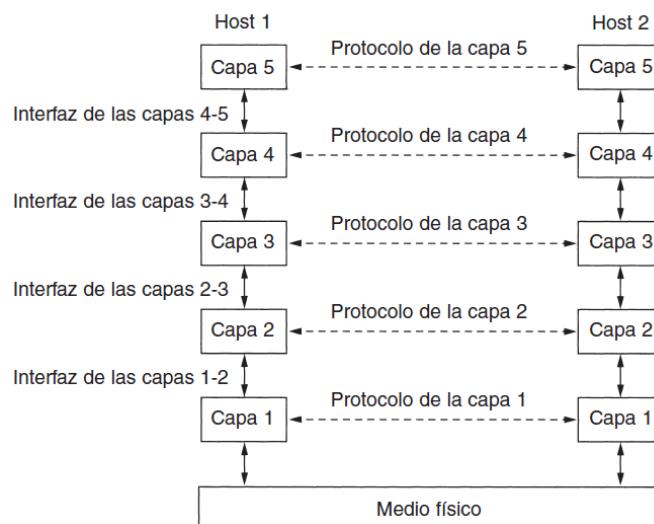 Host 1
Host 2
Protocolo de la capa 5
Capa 5
Capa 5
Interfaz de las capas 4-5
Protocolo de la capa 4
Capa 4
Capa 4
Interfaz de las capas 3-4
Protocolo de la capa 3
Capa 3
Capa 3
Interfaz de las capas 2-3
Protocolo de la capa 2
Capa 2
Capa 2
Interfaz de las capas 1-2
Protocolo de la capa 1
Capa 1
Capa 1
Medio físico